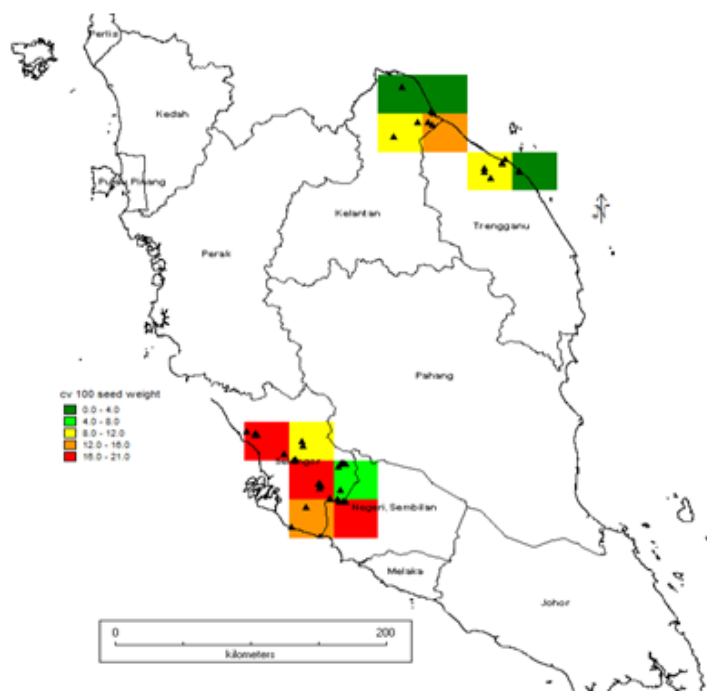 Perlis
Kedah
Pulau Pinang
Kelantan
Trengganu
Perak
Pahang
cv 100 seed weight
0.0 - 4.0
4.0 - 8.0
8.0 - 12.0
12.0 - 16.0
16.0 - 21.0
Selangor
Negeri, Sembilan
Melaka
Johor
0
200
kilometers